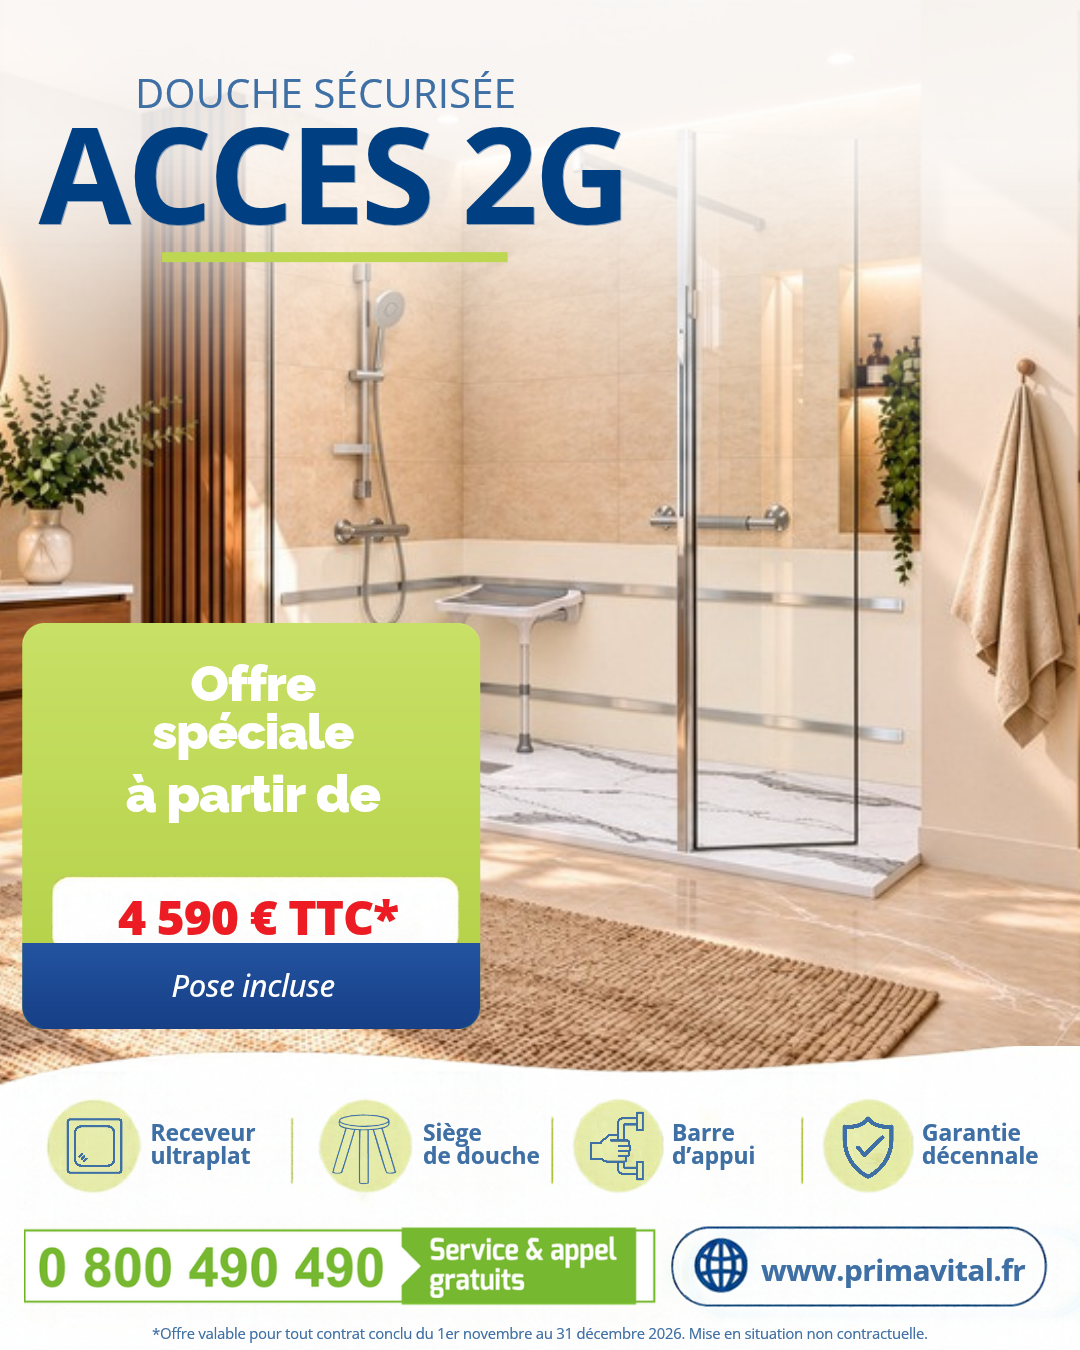 DOUCHE SÉCURISÉE
ACCES 2G
Offre
spéciale
à partir de
4 590 € TTC*
Pose incluse
Receveur
ultraplat
Siège
de douche
Barre
d’appui
Garantie
décennale
0 800 490 490
Service & appel
gratuits
www.primavital.fr
*Offre valable pour tout contrat conclu du 1er novembre au 31 décembre 2026. Mise en situation non contractuelle.